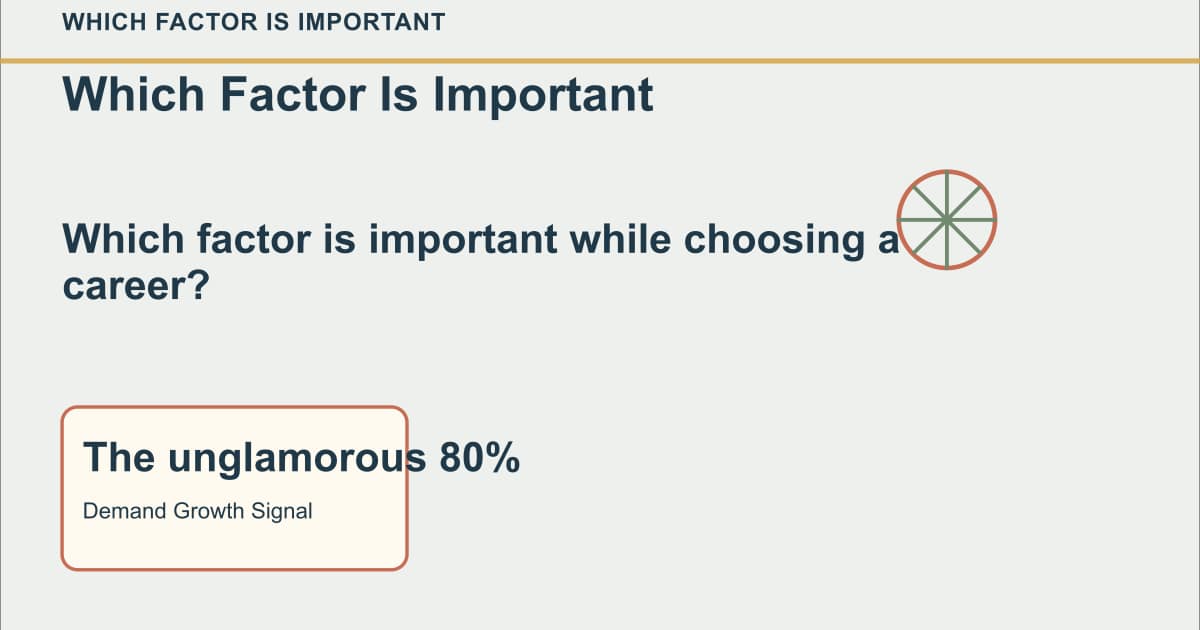 WHICH FACTOR IS IMPORTANT
Which Factor Is Important
Which factor is important while choosing a
career?
The unglamorous 80%
Demand Growth Signal